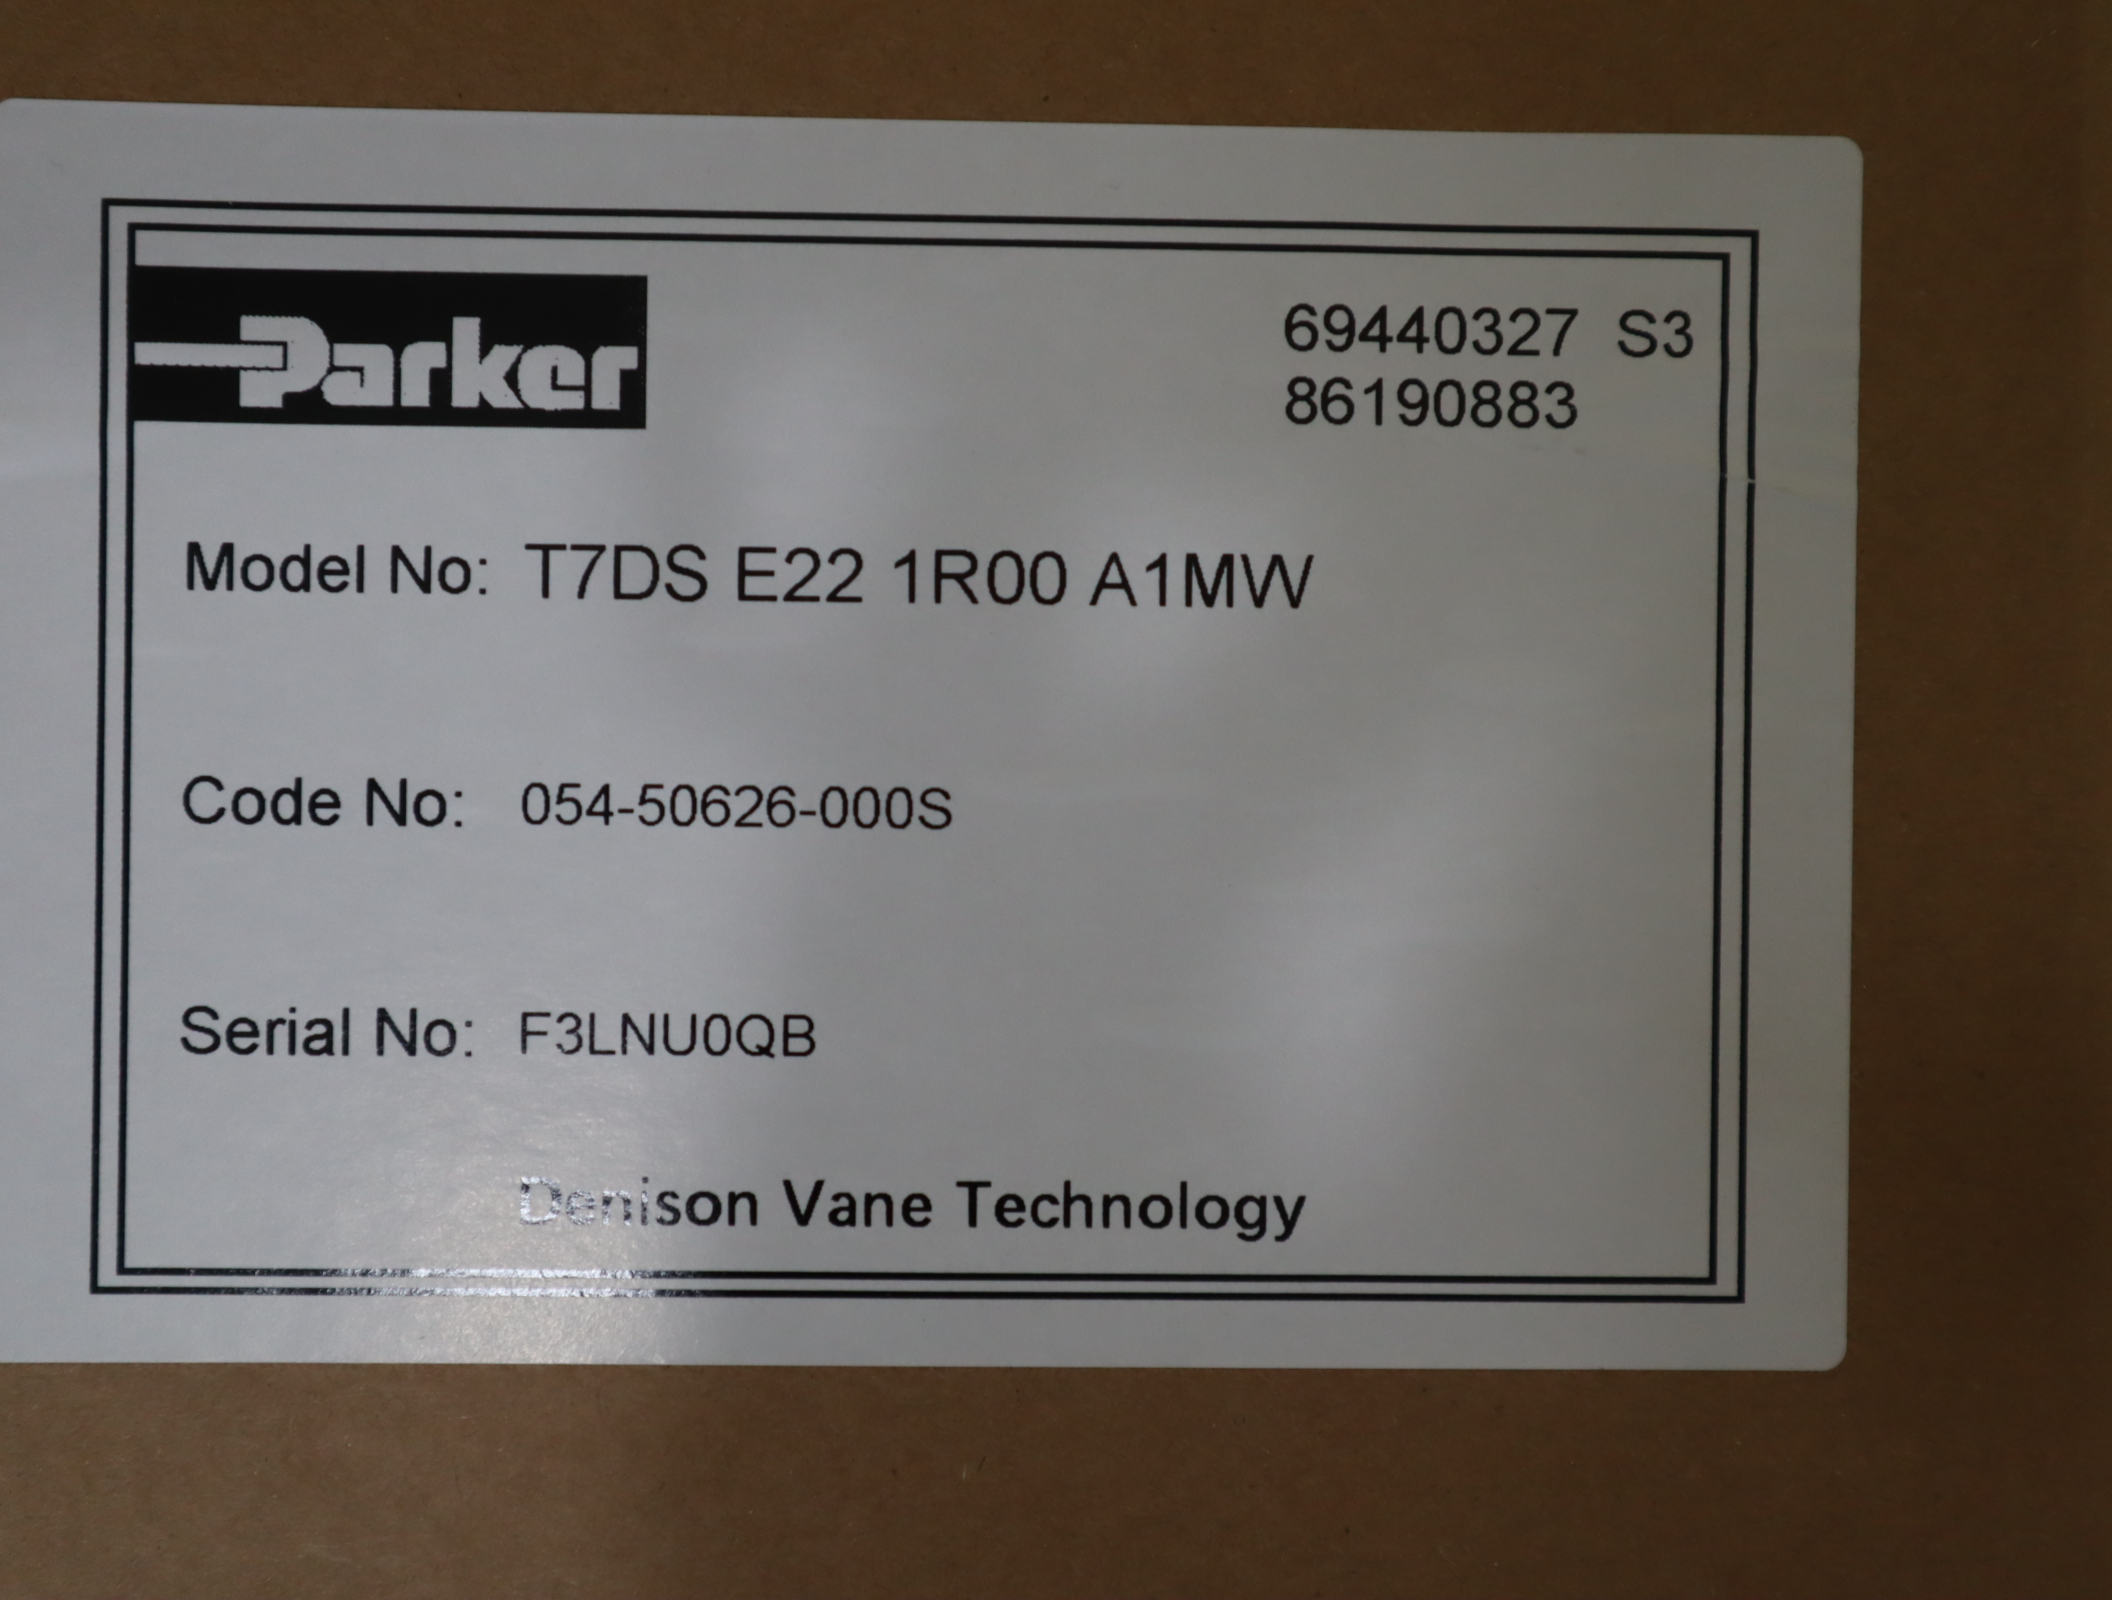 Parker
69440327 S3
86190883
Model No: T7DS E22 1R00 A1MW
Code No: 054-50626-000S
Serial No: F3LNU0QB
Denison Vane Technology